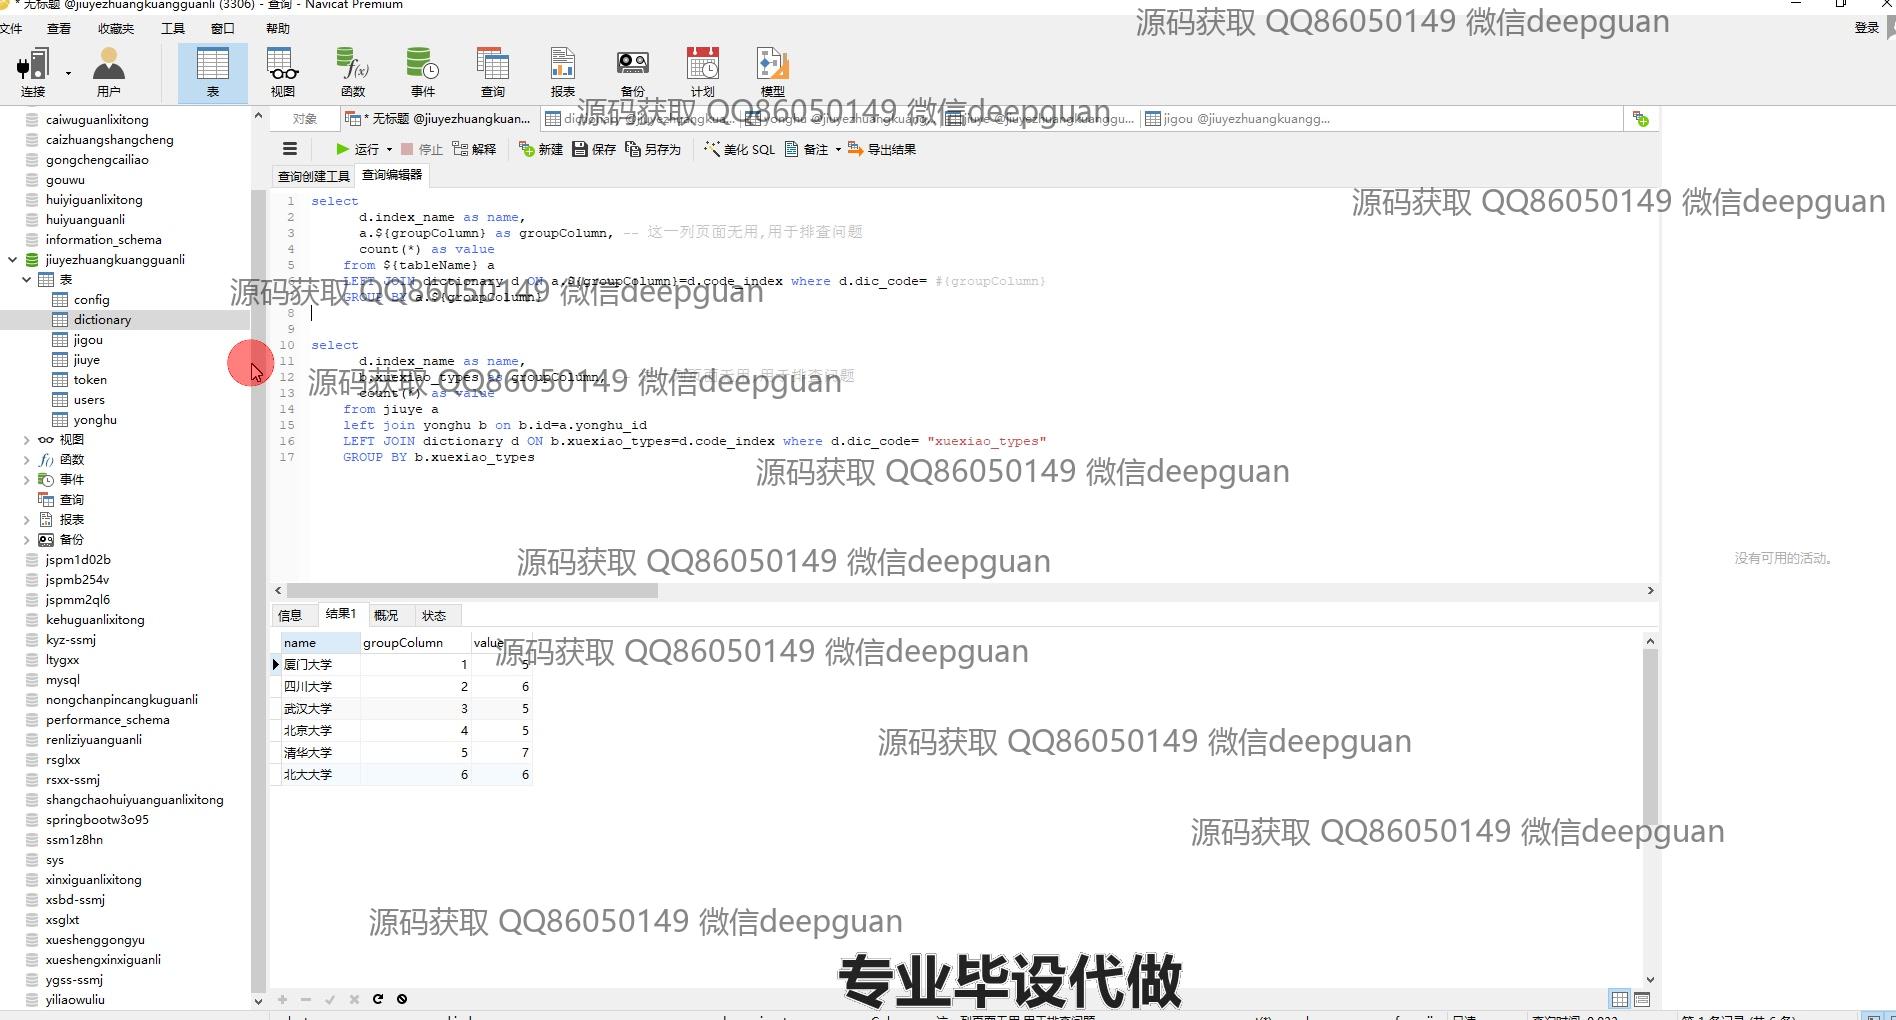 * 无标题 @jiuyezhuangkuangguanli (3306) - 查询 - Navicat Premium
文件 查看 收藏夹 工具 窗口 帮助
登录
连接 用户 表 视图 函数 事件 查询 报表 备份 计划 模型
对象 * 无标题 @jiuyezhuangkuan... jigou @jiuyezhuangkuangg...
运行 停止 解释 新建 保存 另存为 美化 SQL 备注 导出结果
查询创建工具 查询编辑器
caiwuguanlixitong
caizhuangshangcheng
gongchengcailiao
gouwu
huiyiguanlixitong
huiyuanguanli
information_schema
jiuyezhuangkuangguanli
表
config
dictionary
jigou
jiuye
token
users
yonghu
视图
函数
事件
查询
报表
备份
jspm1d02b
jspmb254v
jspmm2ql6
kehuguanlixitong
kyz-ssmj
ltygxx
mysql
nongchanpincangkuguanli
performance_schema
renliziyuanguanli
rsglxx
rsxx-ssmj
shangchaohuiyuanguanlixitong
springbootw3o95
ssm1z8hn
sys
xinxiguanlixitong
xsbd-ssmj
xsglxt
xueshenggongyu
xueshengxinxiguanli
ygss-ssmj
yiliaowuliu
1 select
2 d.index_name as name,
3 a.${groupColumn} as groupColumn, -- 这一列页面无用,用于排查问题
4 count(*) as value
5 from ${tableName} a
6 LEFT JOIN dictionary d ON a.${groupColumn}=d.code_index where d.dic_code= #{groupColumn}
7 GROUP BY a.${groupColumn}
8
9
10 select
11 d.index_name as name,
12 b.xuexiao_types as groupColumn, 页面无用,用于排查问题
13 count(*) as value
14 from jiuye a
15 left join yonghu b on b.id=a.yonghu_id
16 LEFT JOIN dictionary d ON b.xuexiao_types=d.code_index where d.dic_code= "xuexiao_types"
17 GROUP BY b.xuexiao_types
没有可用的活动。
信息 结果1 概况 状态
name groupColumn value
厦门大学 1 5
四川大学 2 6
武汉大学 3 5
北京大学 4 5
清华大学 5 7
北大大学 6 6
源码获取 QQ86050149 微信deepguan
源码获取 QQ86050149 微信deepguan
源码获取 QQ86050149 微信deepguan
源码获取 QQ86050149 微信deepguan
源码获取 QQ86050149 微信deepguan
源码获取 QQ86050149 微信deepguan
源码获取 QQ86050149 微信deepguan
源码获取 QQ86050149 微信deepguan
源码获取 QQ86050149 微信deepguan
源码获取 QQ86050149 微信deepguan
源码获取 QQ86050149 微信deepguan
专业毕设代做